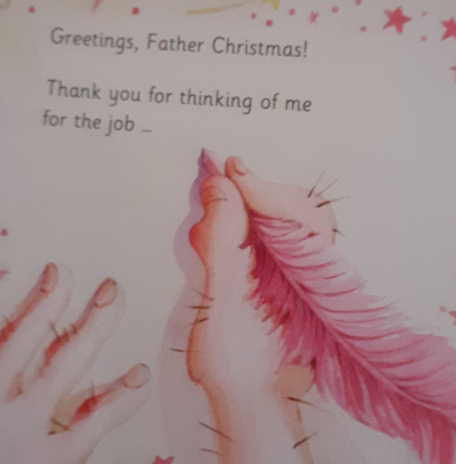 Greetings, Father Christmas!
Thank you for thinking of me
for the job ...